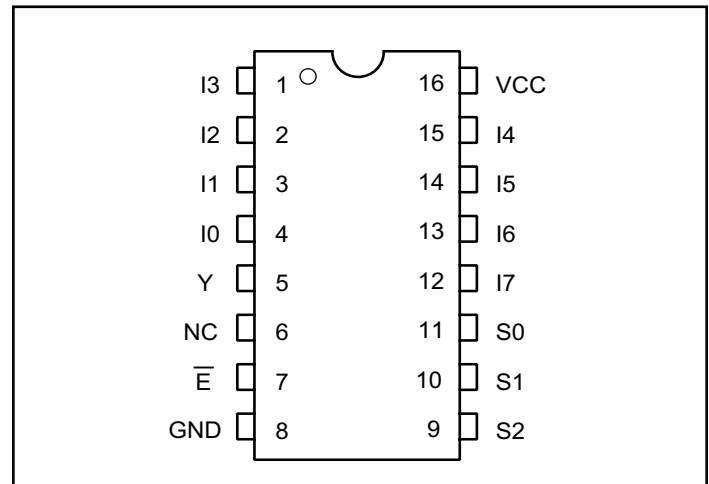 I3 1 16 VCC
I2 2 15 I4
I1 3 14 I5
I0 4 13 I6
Y 5 12 I7
NC 6 11 S0
E̅ 7 10 S1
GND 8 9 S2